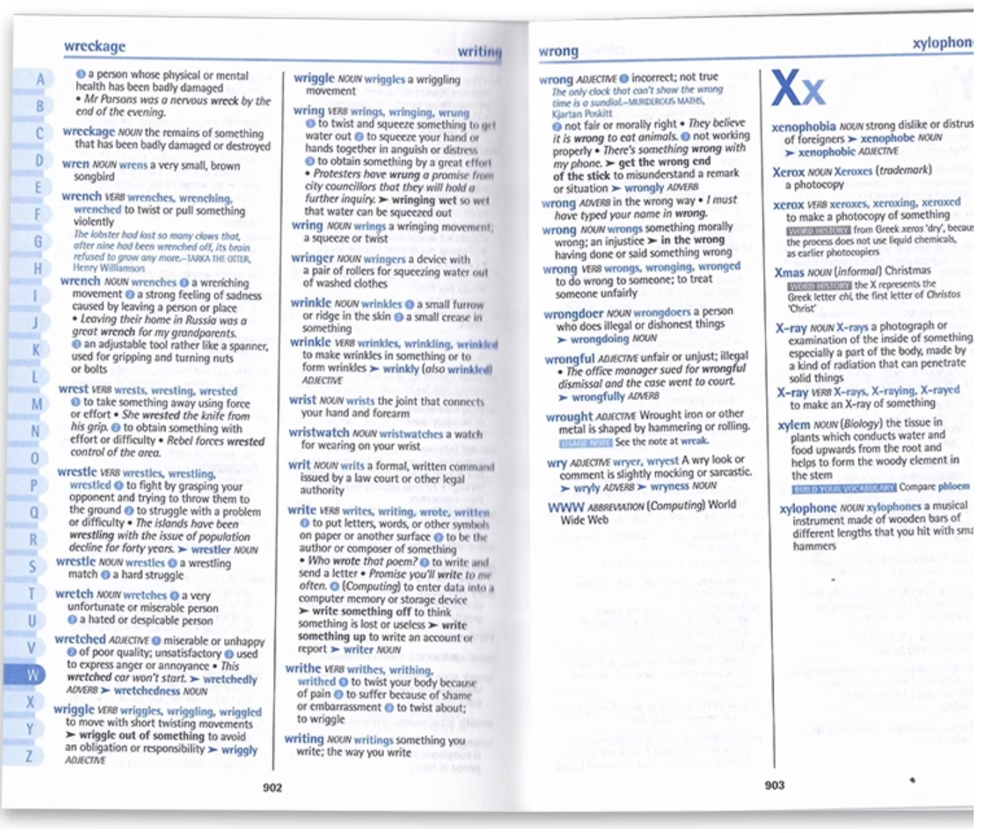 wreckage
writing
A
B
C
D
E
F
G
H
I
J
K
L
M
N
O
P
Q
R
S
T
U
V
W
X
Y
Z
❸ a person whose physical or mental
health has been badly damaged
• Mr Parsons was a nervous wreck by the
end of the evening.
wreckage NOUN the remains of something
that has been badly damaged or destroyed
wren NOUN wrens a very small, brown
songbird
wrench VERB wrenches, wrenching,
wrenched to twist or pull something
violently
The lobster had lost so many claws that,
after nine had been wrenched off, its brain
refused to grow any more.—TARKA THE OTTER,
Henry Williamson
wrench NOUN wrenches ❶ a wrenching
movement ❷ a strong feeling of sadness
caused by leaving a person or place
• Leaving their home in Russia was a
great wrench for my grandparents.
❸ an adjustable tool rather like a spanner,
used for gripping and turning nuts
or bolts
wrest VERB wrests, wresting, wrested
❶ to take something away using force
or effort • She wrested the knife from
his grip. ❷ to obtain something with
effort or difficulty • Rebel forces wrested
control of the area.
wrestle VERB wrestles, wrestling,
wrestled ❶ to fight by grasping your
opponent and trying to throw them to
the ground ❷ to struggle with a problem
or difficulty • The islands have been
wrestling with the issue of population
decline for forty years. ➤ wrestler NOUN
wrestle NOUN wrestles ❶ a wrestling
match ❷ a hard struggle
wretch NOUN wretches ❶ a very
unfortunate or miserable person
❷ a hated or despicable person
wretched ADJECTIVE ❶ miserable or unhappy
❷ of poor quality; unsatisfactory ❸ used
to express anger or annoyance • This
wretched car won't start. ➤ wretchedly
ADVERB ➤ wretchedness NOUN
wriggle VERB wriggles, wriggling, wriggled
to move with short twisting movements
➤ wriggle out of something to avoid
an obligation or responsibility ➤ wriggly
ADJECTIVE
wriggle NOUN wriggles a wriggling
movement
wring VERB wrings, wringing, wrung
❶ to twist and squeeze something to get
water out ❷ to squeeze your hand or
hands together in anguish or distress
❸ to obtain something by a great effort
• Protesters have wrung a promise from
city councillors that they will hold a
further inquiry. ➤ wringing wet so wet
that water can be squeezed out
wring NOUN wrings a wringing movement;
a squeeze or twist
wringer NOUN wringers a device with
a pair of rollers for squeezing water out
of washed clothes
wrinkle NOUN wrinkles ❶ a small furrow
or ridge in the skin ❷ a small crease in
something
wrinkle VERB wrinkles, wrinkling, wrinkled
to make wrinkles in something or to
form wrinkles ➤ wrinkly (also wrinkled)
ADJECTIVE
wrist NOUN wrists the joint that connects
your hand and forearm
wristwatch NOUN wristwatches a watch
for wearing on your wrist
writ NOUN writs a formal, written command
issued by a law court or other legal
authority
write VERB writes, writing, wrote, written
❶ to put letters, words, or other symbols
on paper or another surface ❷ to be the
author or composer of something
• Who wrote that poem? ❸ to write and
send a letter • Promise you'll write to me
often. ❹ (Computing) to enter data into a
computer memory or storage device
➤ write something off to think
something is lost or useless ➤ write
something up to write an account or
report ➤ writer NOUN
writhe VERB writhes, writhing,
writhed ❶ to twist your body because
of pain ❷ to suffer because of shame
or embarrassment ❸ to twist about;
to wriggle
writing NOUN writings something you
write; the way you write
902
wrong
xylophon
wrong ADJECTIVE ❶ incorrect; not true
The only clock that can't show the wrong
time is a sundial.—MURDEROUS MATHS,
Kjartan Poskitt
❷ not fair or morally right • They believe
it is wrong to eat animals. ❸ not working
properly • There's something wrong with
my phone. ➤ get the wrong end
of the stick to misunderstand a remark
or situation ➤ wrongly ADVERB
wrong ADVERB in the wrong way • I must
have typed your name in wrong.
wrong NOUN wrongs something morally
wrong; an injustice ➤ in the wrong
having done or said something wrong
wrong VERB wrongs, wronging, wronged
to do wrong to someone; to treat
someone unfairly
wrongdoer NOUN wrongdoers a person
who does illegal or dishonest things
➤ wrongdoing NOUN
wrongful ADJECTIVE unfair or unjust; illegal
• The office manager sued for wrongful
dismissal and the case went to court.
➤ wrongfully ADVERB
wrought ADJECTIVE Wrought iron or other
metal is shaped by hammering or rolling.
USAGE NOTE See the note at wreak.
wry ADJECTIVE wryer, wryest A wry look or
comment is slightly mocking or sarcastic.
➤ wryly ADVERB ➤ wryness NOUN
WWW ABBREVIATION (Computing) World
Wide Web
Xx
xenophobia NOUN strong dislike or distrus
of foreigners ➤ xenophobe NOUN
➤ xenophobic ADJECTIVE
Xerox NOUN Xeroxes (trademark)
a photocopy
xerox VERB xeroxes, xeroxing, xeroxed
to make a photocopy of something
WORD HISTORY from Greek xeros 'dry', becaus
the process does not use liquid chemicals,
as earlier photocopiers
Xmas NOUN (informal) Christmas
WORD HISTORY the X represents the
Greek letter chi, the first letter of Christos
'Christ'
X-ray NOUN X-rays a photograph or
examination of the inside of something,
especially a part of the body, made by
a kind of radiation that can penetrate
solid things
X-ray VERB X-rays, X-raying, X-rayed
to make an X-ray of something
xylem NOUN (Biology) the tissue in
plants which conducts water and
food upwards from the root and
helps to form the woody element in
the stem
BUILD YOUR VOCABULARY Compare phloem
xylophone NOUN xylophones a musical
instrument made of wooden bars of
different lengths that you hit with sma
hammers
903